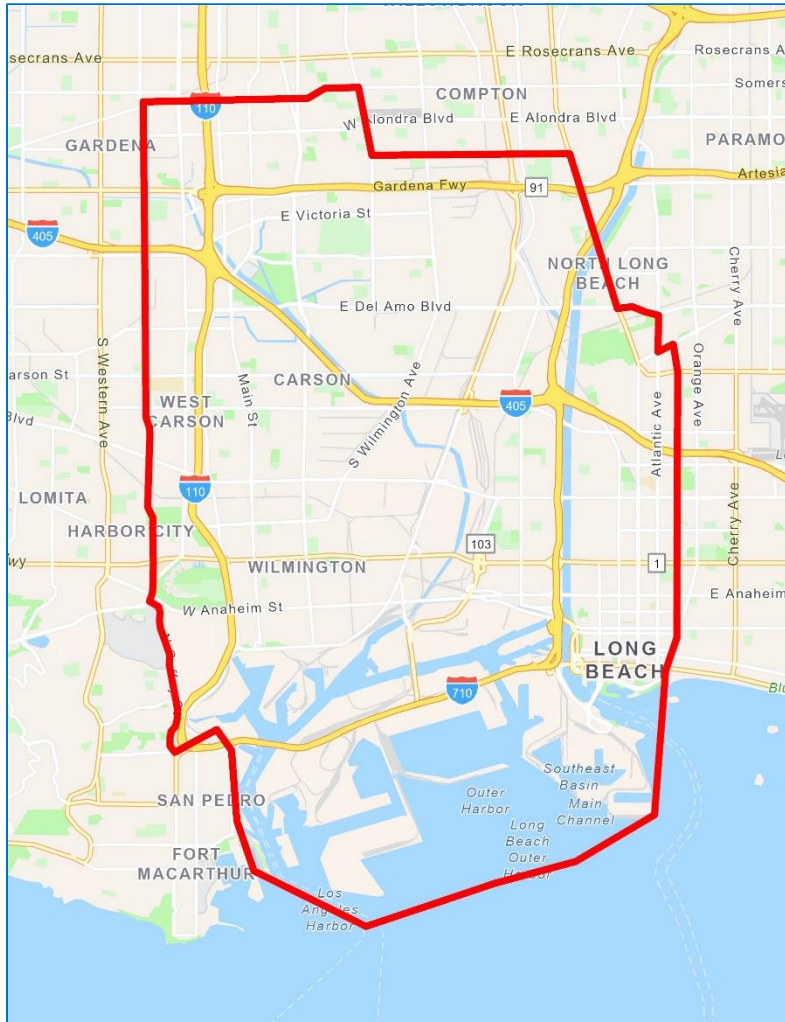 E Rosecrans Ave
Rosecrans A
osecrans Ave
Somers
110
COMPTON
W Alondra Blvd
E Alondra Blvd
GARDENA
PARAMO
Gardena Fwy
91
Artesia
E Victoria St
405
NORTH LONG
BEACH
Cherry Ave
E Del Amo Blvd
S Western Ave
Main St
arson St
CARSON
WEST
CARSON
S Wilmington Ave
405
Orange Ave
Atlantic Ave
Blvd
Lo
110
LOMITA
HARBOR CITY
Cherry Ave
103
wy
WILMINGTON
1
W Anaheim St
E Anaheim
LONG
BEACH
710
Southeast
Basin
Main
Channel
Outer
Harbor
SAN PEDRO
Long
Beach
Outer
Harbor
FORT
MACARTHUR
Los
Angeles
Harbor